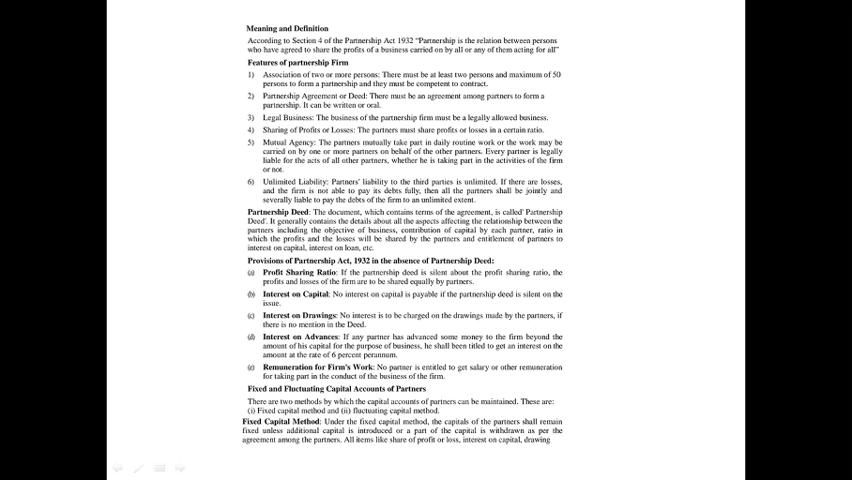 Meaning and Definition
According to Section 4 of the Partnership Act 1932 "Partnership is the relation between persons
who have agreed to share the profits of a business carried on by all or any of them acting for all"
Features of partnership Firm
1) Association of two or more persons: There must be at least two persons and maximum of 50
persons to form a partnership and they must be competent to contract.
2) Partnership Agreement or Deed: There must be an agreement among partners to form a
partnership. It can be written or oral.
3) Legal Business: The business of the partnership firm must be a legally allowed business.
4) Sharing of Profits or Losses: The partners must share profits or losses in a certain ratio.
5) Mutual Agency: The partners mutually take part in daily routine work or the work may be
carried on by one or more partners on behalf of the other partners. Every partner is legally
liable for the acts of all other partners, whether he is taking part in the activities of the firm
or not.
6) Unlimited Liability: Partners' liability to the third parties is unlimited. If there are losses,
and the firm is not able to pay its debts fully, then all the partners shall be jointly and
severally liable to pay the debts of the firm to an unlimited extent.
Partnership Deed: The document, which contains terms of the agreement, is called' Partnership
Deed'. It generally contains the details about all the aspects affecting the relationship between the
partners including the objective of business, contribution of capital by each partner, ratio in
which the profits and the losses will be shared by the partners and entitlement of partners to
interest on capital, interest on loan, etc.
Provisions of Partnership Act, 1932 in the absence of Partnership Deed:
(a) Profit Sharing Ratio: If the partnership deed is silent about the profit sharing ratio, the
profits and losses of the firm are to be shared equally by partners.
(b) Interest on Capital: No interest on capital is payable if the partnership deed is silent on the
issue.
(c) Interest on Drawings: No interest is to be charged on the drawings made by the partners, if
there is no mention in the Deed.
(d) Interest on Advances: If any partner has advanced some money to the firm beyond the
amount of his capital for the purpose of business, he shall been titled to get an interest on the
amount at the rate of 6 percent perannum.
(e) Remuneration for Firm's Work: No partner is entitled to get salary or other remuneration
for taking part in the conduct of the business of the firm.
Fixed and Fluctuating Capital Accounts of Partners
There are two methods by which the capital accounts of partners can be maintained. These are:
(i) Fixed capital method and (ii) fluctuating capital method.
Fixed Capital Method: Under the fixed capital method, the capitals of the partners shall remain
fixed unless additional capital is introduced or a part of the capital is withdrawn as per the
agreement among the partners. All items like share of profit or loss, interest on capital, drawing